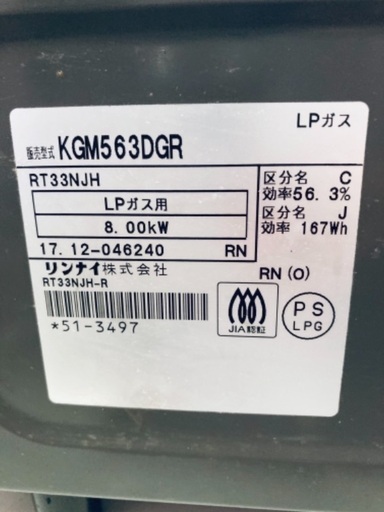 LPガス
販売型式 KGM563DGR
RT33NJH
LPガス用
8.00kW
17.12-046240 RN
区分名 C
効率56.3%
区分名 J
効率 167Wh
リンナイ株式会社
RN (O)
RT33NJH-R
*51-3497
JIA認証
PS
LPG